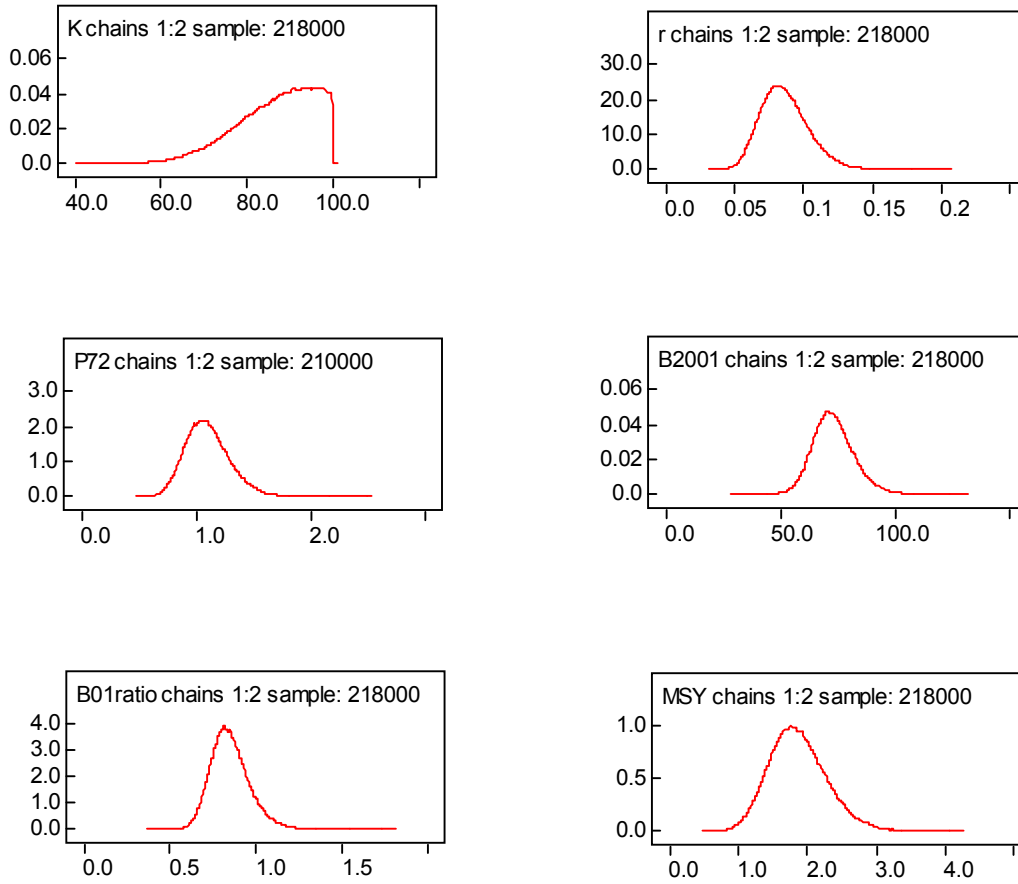 K chains 1:2 sample: 218000
0.06
0.04
0.02
0.0
40.0 60.0 80.0 100.0
r chains 1:2 sample: 218000
30.0
20.0
10.0
0.0
0.0 0.05 0.1 0.15 0.2
P72 chains 1:2 sample: 210000
3.0
2.0
1.0
0.0
0.0 1.0 2.0
B2001 chains 1:2 sample: 218000
0.06
0.04
0.02
0.0
0.0 50.0 100.0
B01ratio chains 1:2 sample: 218000
4.0
3.0
2.0
1.0
0.0
0.0 0.5 1.0 1.5
MSY chains 1:2 sample: 218000
1.0
0.5
0.0
0.0 1.0 2.0 3.0 4.0